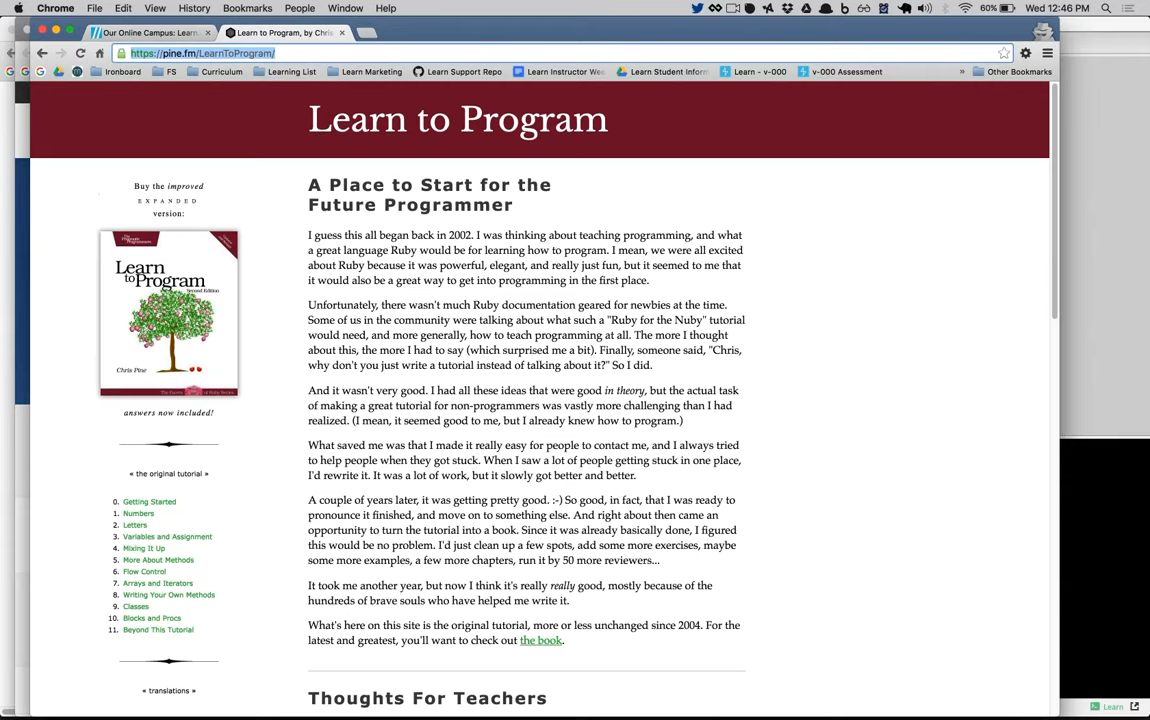 Chrome File Edit View History Bookmarks People Window Help
60% Wed 12:46 PM
Our Online Campus: Learn
Learn to Program, by Chris
https://pine.fm/LearnToProgram/
Ironboard FS Curriculum Learning List Learn Marketing Learn Support Repo Learn Instructor Wee Learn Student Inform Learn - v-000 v-000 Assessment » Other Bookmarks
Learn to Program
Buy the improved
EXPANDED
version:
Learn
to Program
Second Edition
Chris Pine
answers now included!
« the original tutorial »
0. Getting Started
1. Numbers
2. Letters
3. Variables and Assignment
4. Mixing It Up
5. More About Methods
6. Flow Control
7. Arrays and Iterators
8. Writing Your Own Methods
9. Classes
10. Blocks and Procs
11. Beyond This Tutorial
« translations »
A Place to Start for the
Future Programmer
I guess this all began back in 2002. I was thinking about teaching programming, and what
a great language Ruby would be for learning how to program. I mean, we were all excited
about Ruby because it was powerful, elegant, and really just fun, but it seemed to me that
it would also be a great way to get into programming in the first place.
Unfortunately, there wasn't much Ruby documentation geared for newbies at the time.
Some of us in the community were talking about what such a "Ruby for the Nuby" tutorial
would need, and more generally, how to teach programming at all. The more I thought
about this, the more I had to say (which surprised me a bit). Finally, someone said, "Chris,
why don't you just write a tutorial instead of talking about it?" So I did.
And it wasn't very good. I had all these ideas that were good in theory, but the actual task
of making a great tutorial for non-programmers was vastly more challenging than I had
realized. (I mean, it seemed good to me, but I already knew how to program.)
What saved me was that I made it really easy for people to contact me, and I always tried
to help people when they got stuck. When I saw a lot of people getting stuck in one place,
I'd rewrite it. It was a lot of work, but it slowly got better and better.
A couple of years later, it was getting pretty good. :-) So good, in fact, that I was ready to
pronounce it finished, and move on to something else. And right about then came an
opportunity to turn the tutorial into a book. Since it was already basically done, I figured
this would be no problem. I'd just clean up a few spots, add some more exercises, maybe
some more examples, a few more chapters, run it by 50 more reviewers...
It took me another year, but now I think it's really really good, mostly because of the
hundreds of brave souls who have helped me write it.
What's here on this site is the original tutorial, more or less unchanged since 2004. For the
latest and greatest, you'll want to check out the book.
Thoughts For Teachers
Learn